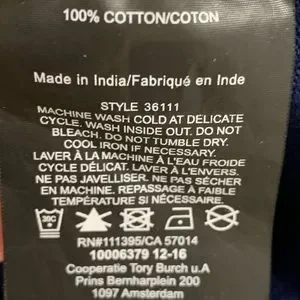 100% COTTON/COTON
Made in India/Fabriqué en Inde
STYLE 36111
MACHINE WASH COLD AT DELICATE
CYCLE. WASH INSIDE OUT. DO NOT
BLEACH. DO NOT TUMBLE DRY.
COOL IRON IF NECESSARY.
LAVER À LA MACHINE À L'EAU FROIDE
CYCLE DÉLICAT. LAVER À L'ENVERS.
NE PAS JAVELLISER. NE PAS SÉCHER
EN MACHINE. REPASSAGE À FAIBLE
TEMPÉRATURE SI NÉCESSAIRE.
30C
RN#111395/CA 57014
10006379 12-16
Cooperatie Tory Burch u.A
Prins Bernhardplein 200
1097 Amsterdam